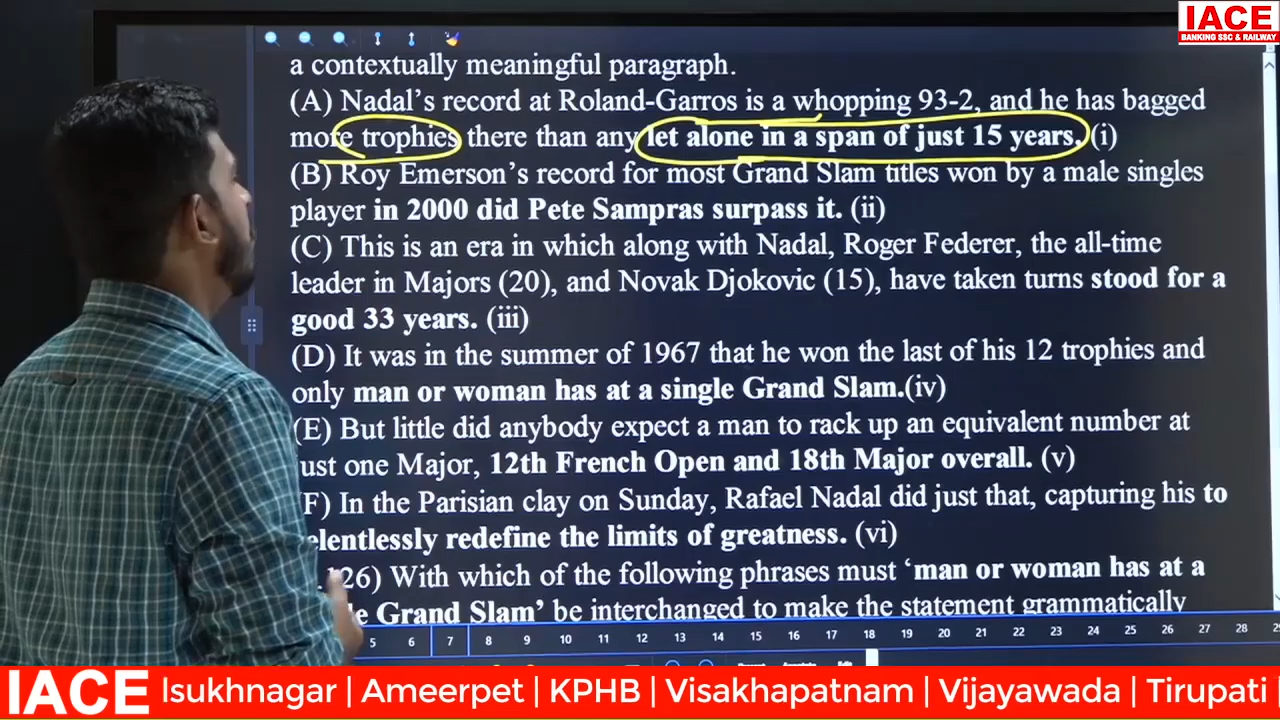 IACE
BANKING SSC & RAILWAY
a contextually meaningful paragraph.
(A) Nadal's record at Roland-Garros is a whopping 93-2, and he has bagged
more trophies there than any let alone in a span of just 15 years. (i)
(B) Roy Emerson's record for most Grand Slam titles won by a male singles
player in 2000 did Pete Sampras surpass it. (ii)
(C) This is an era in which along with Nadal, Roger Federer, the all-time
leader in Majors (20), and Novak Djokovic (15), have taken turns stood for a
good 33 years. (iii)
(D) It was in the summer of 1967 that he won the last of his 12 trophies and
only man or woman has at a single Grand Slam.(iv)
(E) But little did anybody expect a man to rack up an equivalent number at
ust one Major, 12th French Open and 18th Major overall. (v)
F) In the Parisian clay on Sunday, Rafael Nadal did just that, capturing his to
elentlessly redefine the limits of greatness. (vi)
.126) With which of the following phrases must ‘man or woman has at a
e Grand Slam’ be interchanged to make the statement grammatically
5 6 7 8 9 10 11 12 13 14 15 16 17 18 19 20 21 22 23 24 25 26 27 28 29
IACE lsukhnagar | Ameerpet | KPHB | Visakhapatnam | Vijayawada | Tirupati |